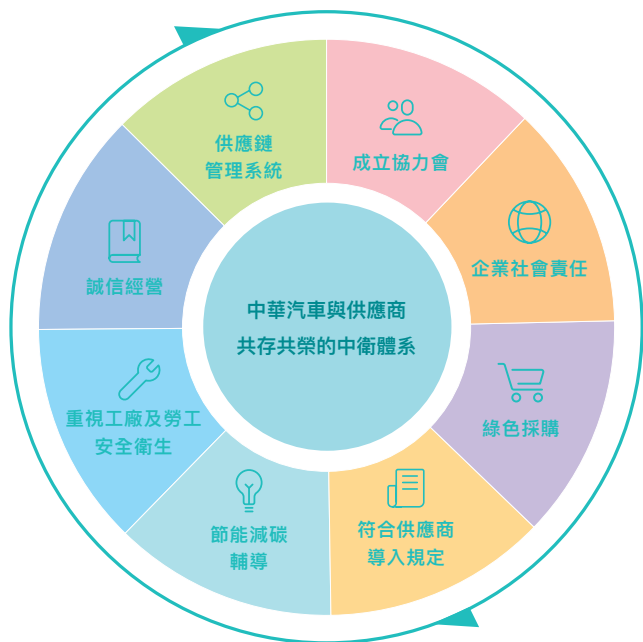 供應鏈
管理系統
成立協力會
企業社會責任
綠色採購
符合供應商
導入規定
節能減碳
輔導
重視工廠及勞工
安全衛生
誠信經營
中華汽車與供應商
共存共榮的中衛體系